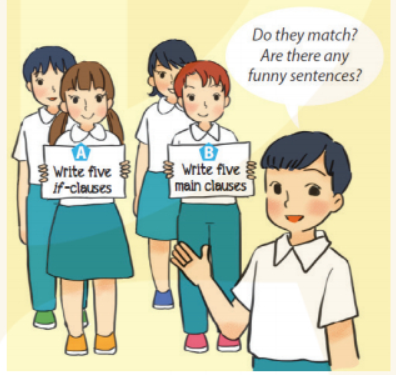 Do they match?
Are there any
funny sentences?
A
Write five
if-clauses
B
Write five
main clauses